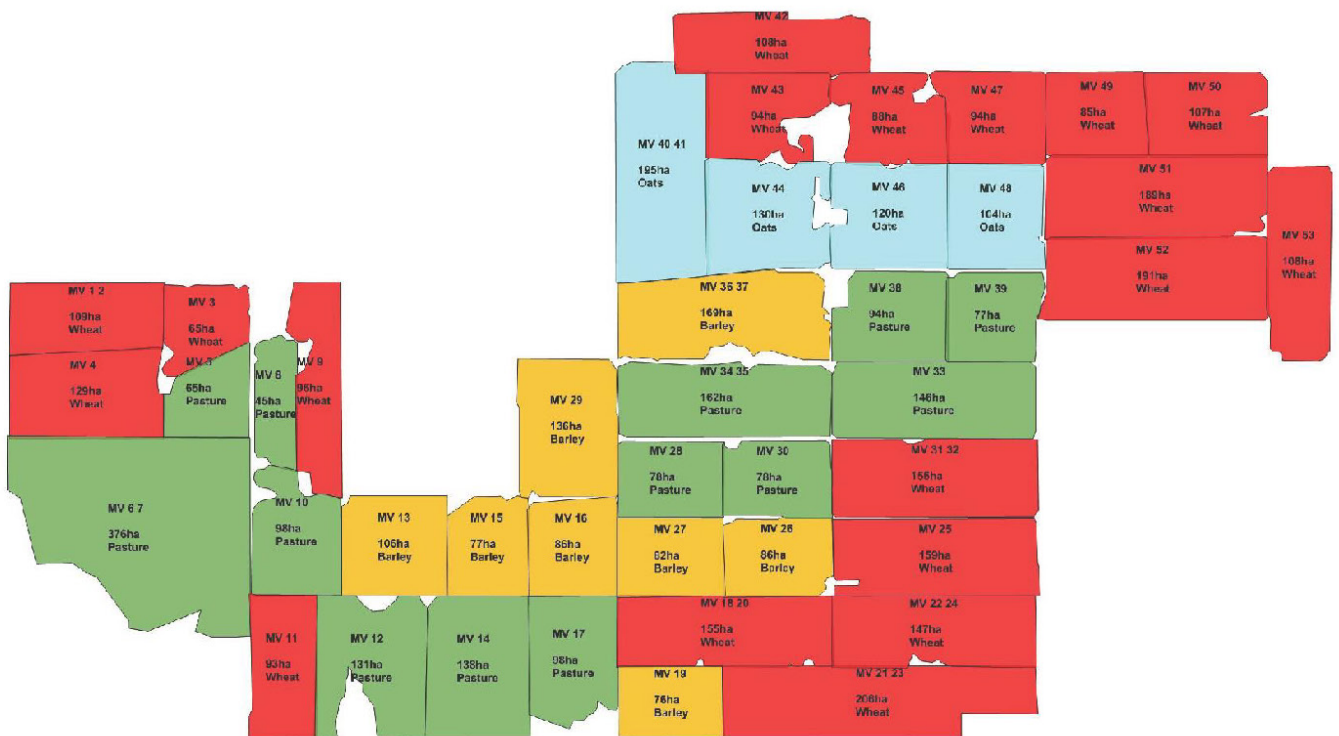 MV 42
108ha
Wheat
MV 43
94ha
Wheat
MV 45
88ha
Wheat
MV 47
94ha
Wheat
MV 49
85ha
Wheat
MV 50
107ha
Wheat
MV 40 41
195ha
Oats
MV 44
130ha
Oats
MV 46
120ha
Oats
MV 48
104ha
Oats
MV 51
189ha
Wheat
MV 52
191ha
Wheat
MV 53
108ha
Wheat
MV 1 2
109ha
Wheat
MV 3
65ha
Wheat
MV 4
129ha
Wheat
MV
65ha
Pasture
MV 8
45ha
Pasture
MV 9
96ha
Wheat
MV 36 37
169ha
Barley
MV 38
94ha
Pasture
MV 39
77ha
Pasture
MV 29
136ha
Barley
MV 34 35
162ha
Pasture
MV 33
146ha
Pasture
MV 28
78ha
Pasture
MV 30
78ha
Pasture
MV 31 32
Wheat
MV 6 7
376ha
Pasture
MV 10
98ha
Pasture
MV 13
106ha
Barley
MV 15
77ha
Barley
MV 16
86ha
Barley
MV 27
82ha
Barley
MV 26
86ha
Barley
MV 25
159ha
Wheat
MV 11
93ha
Wheat
MV 12
131ha
Pasture
MV 14
138ha
Pasture
MV 17
98ha
Pasture
MV 18 20
155ha
Wheat
MV 22 24
147ha
Wheat
MV 19
76ha
Barley
MV 21 23
206ha
Wheat